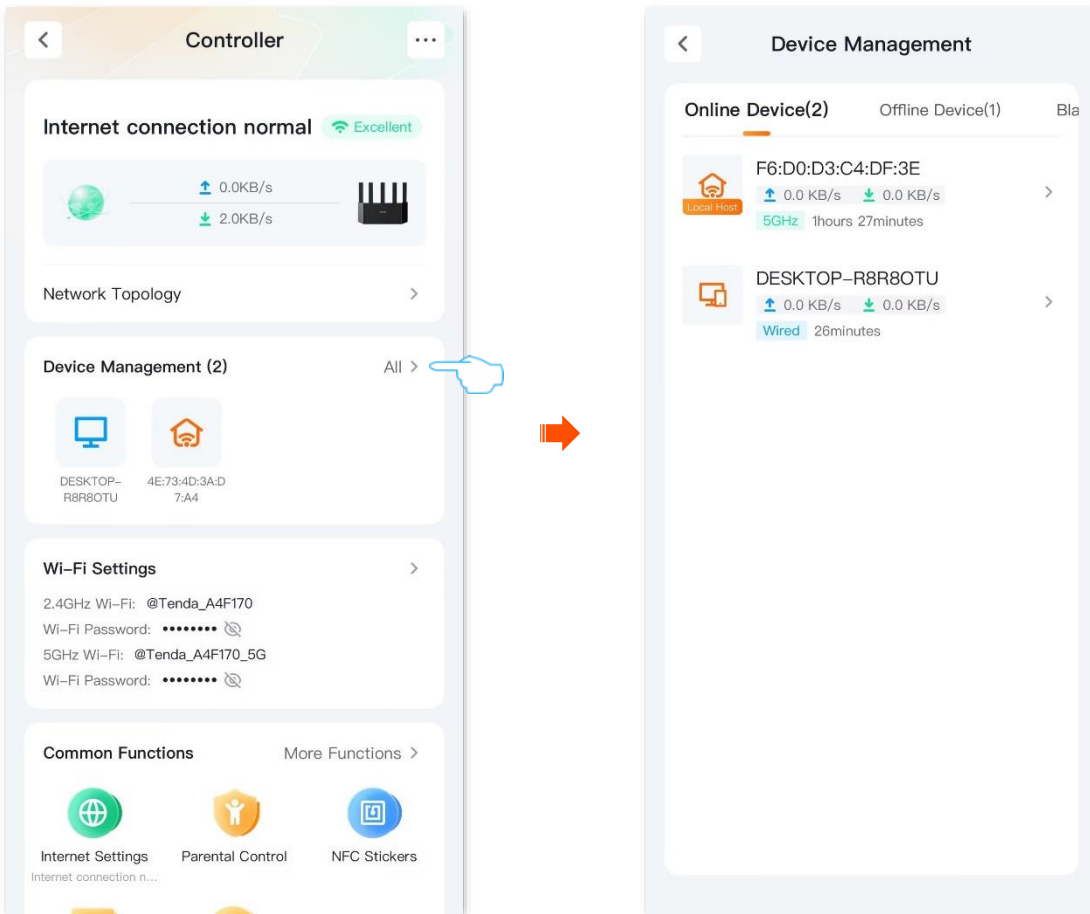 Controller
Internet connection normal Excellent
0.0KB/s
2.0KB/s
Network Topology
Device Management (2) All
DESKTOP-
R8R8OTU
4E:73:4D:3A:D
7:A4
Wi-Fi Settings
2.4GHz Wi-Fi: @Tenda_A4F170
Wi-Fi Password: ••••••••
5GHz Wi-Fi: @Tenda_A4F170_5G
Wi-Fi Password: ••••••••
Common Functions More Functions
Internet Settings Parental Control NFC Stickers
Internet connection n...
Device Management
Online Device(2) Offline Device(1) Bla
F6:D0:D3:C4:DF:3E
0.0 KB/s 0.0 KB/s
Local Host
5GHz 1hours 27minutes
DESKTOP-R8R8OTU
0.0 KB/s 0.0 KB/s
Wired 26minutes